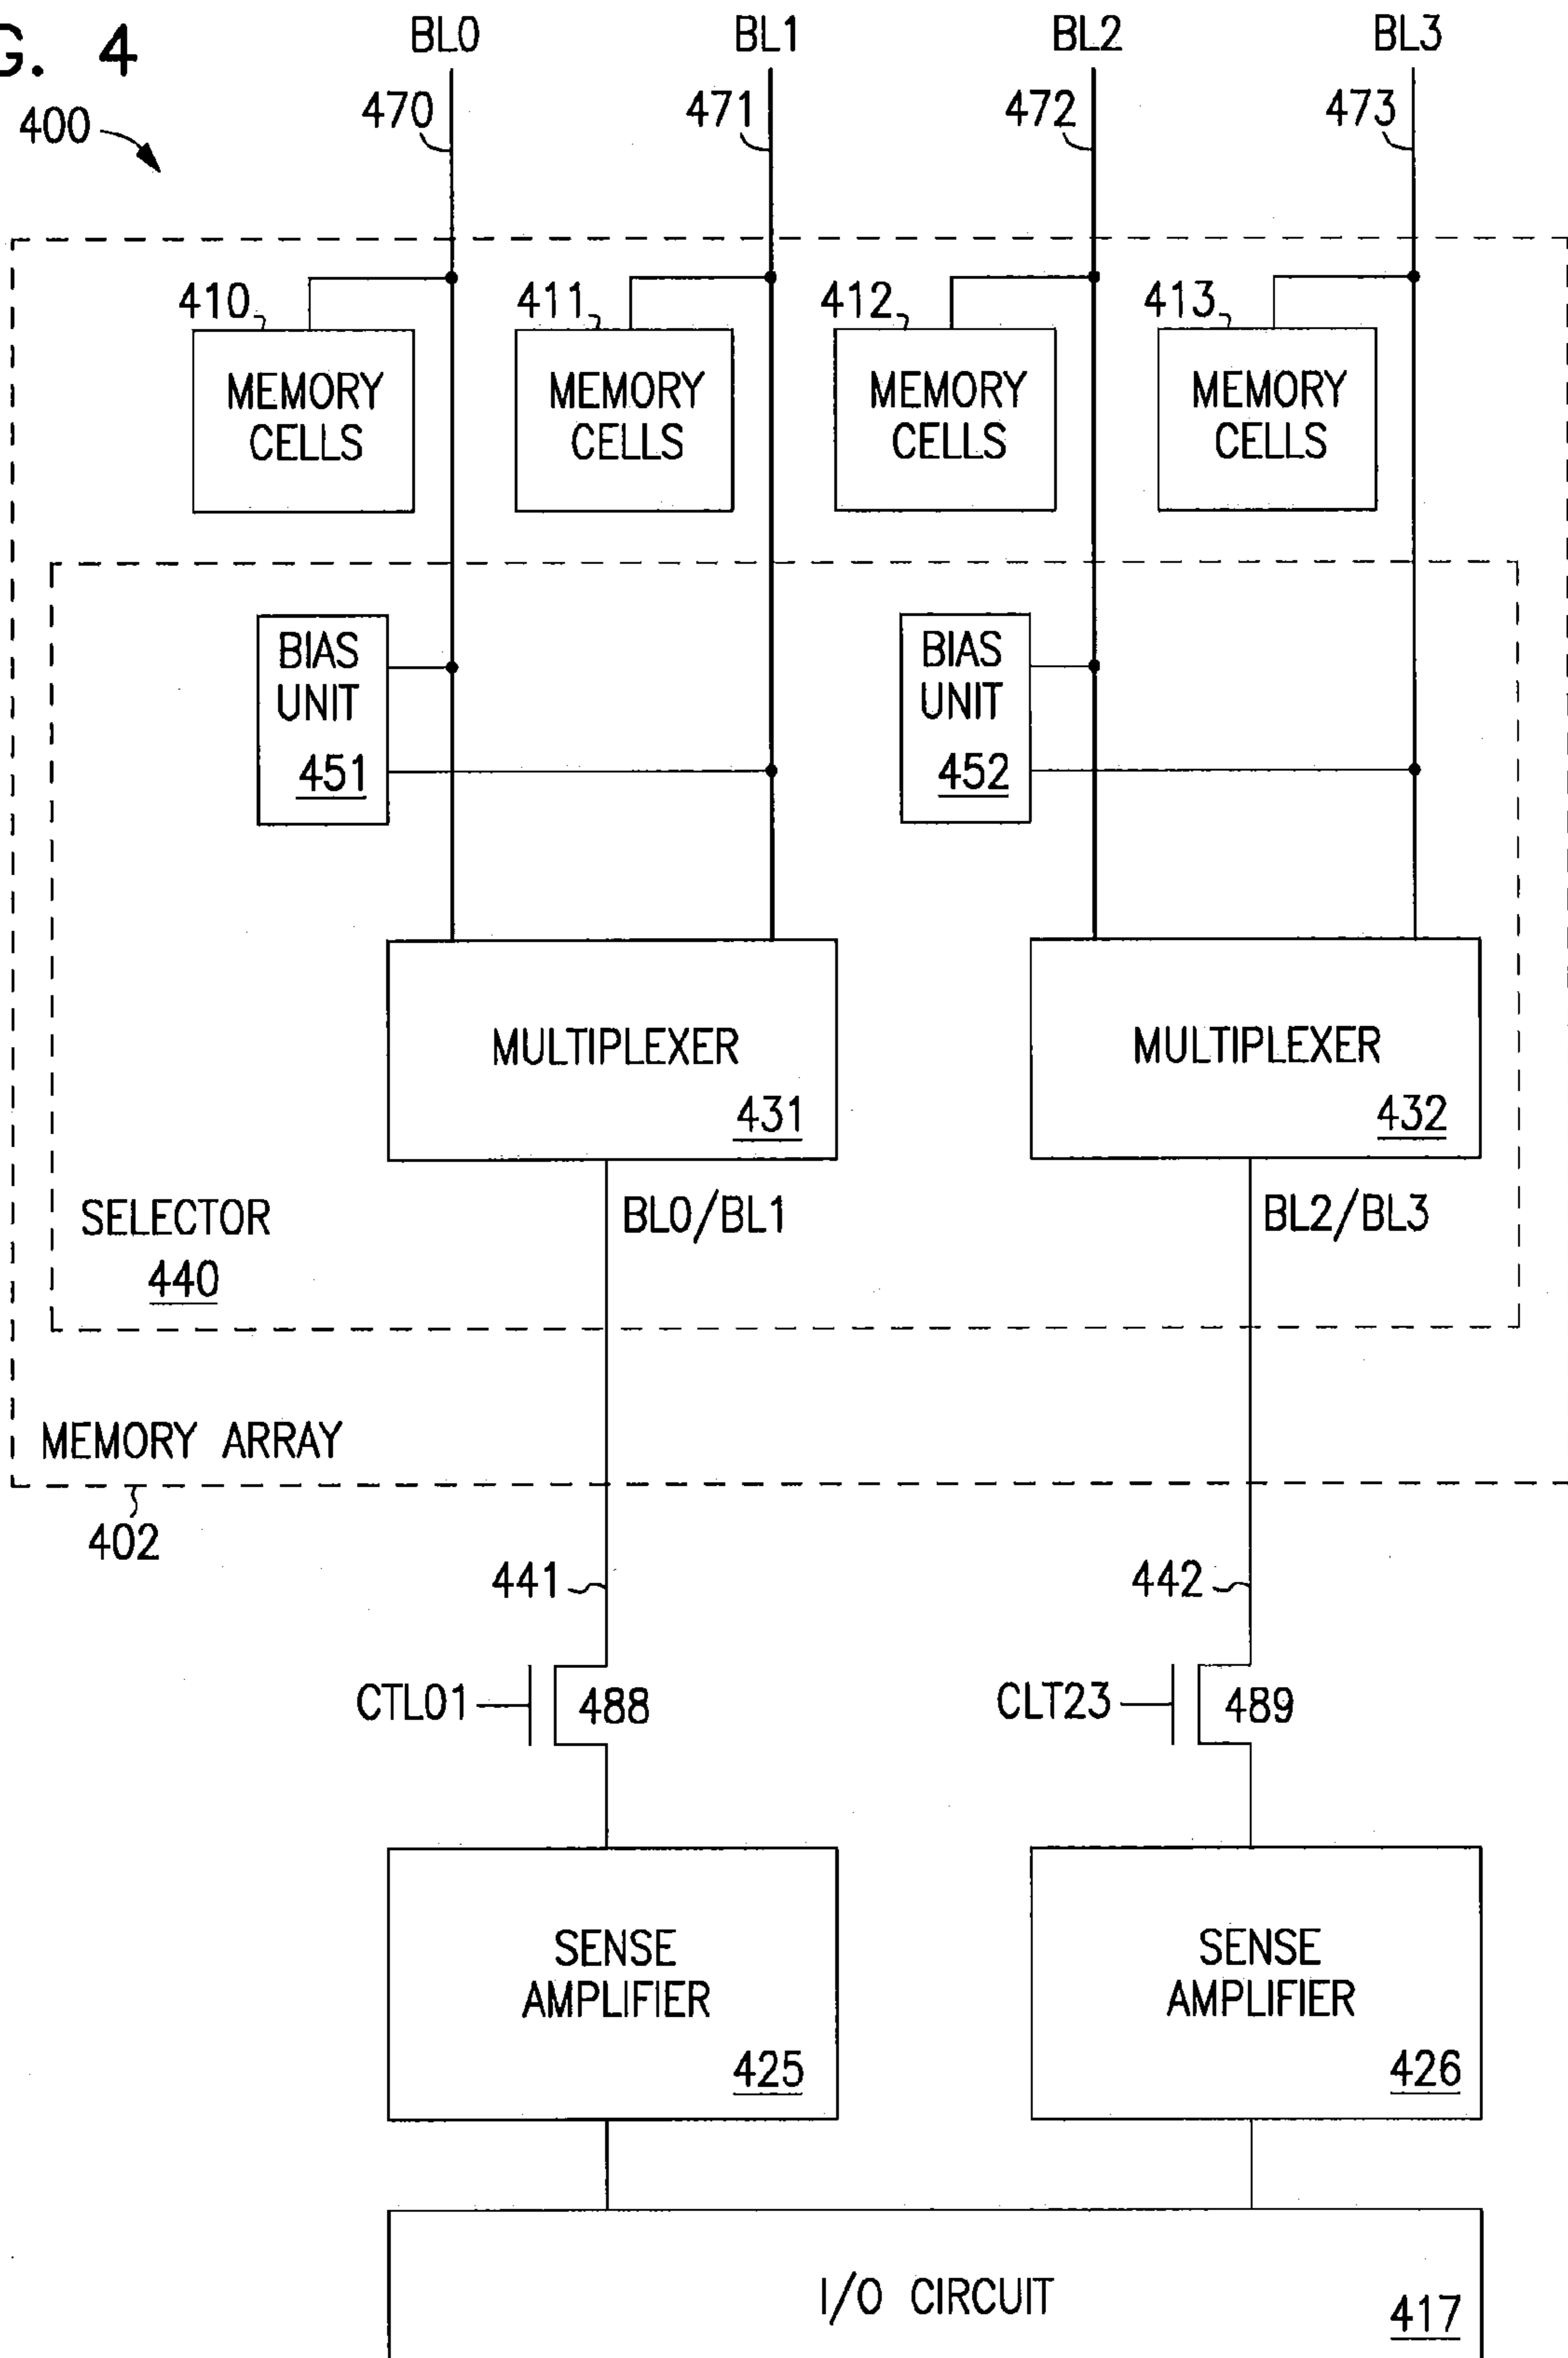 G. 4
BL0 BL1 BL2 BL3
400
470 471 472 473
410 411 412 413
MEMORY CELLS
MEMORY CELLS
MEMORY CELLS
MEMORY CELLS
BIAS UNIT 451
BIAS UNIT 452
MULTIPLEXER 431
MULTIPLEXER 432
BL0/BL1 BL2/BL3
SELECTOR 440
MEMORY ARRAY
402
441 442
CTL01 488 CLT23 489
SENSE AMPLIFIER 425
SENSE AMPLIFIER 426
I/O CIRCUIT 417